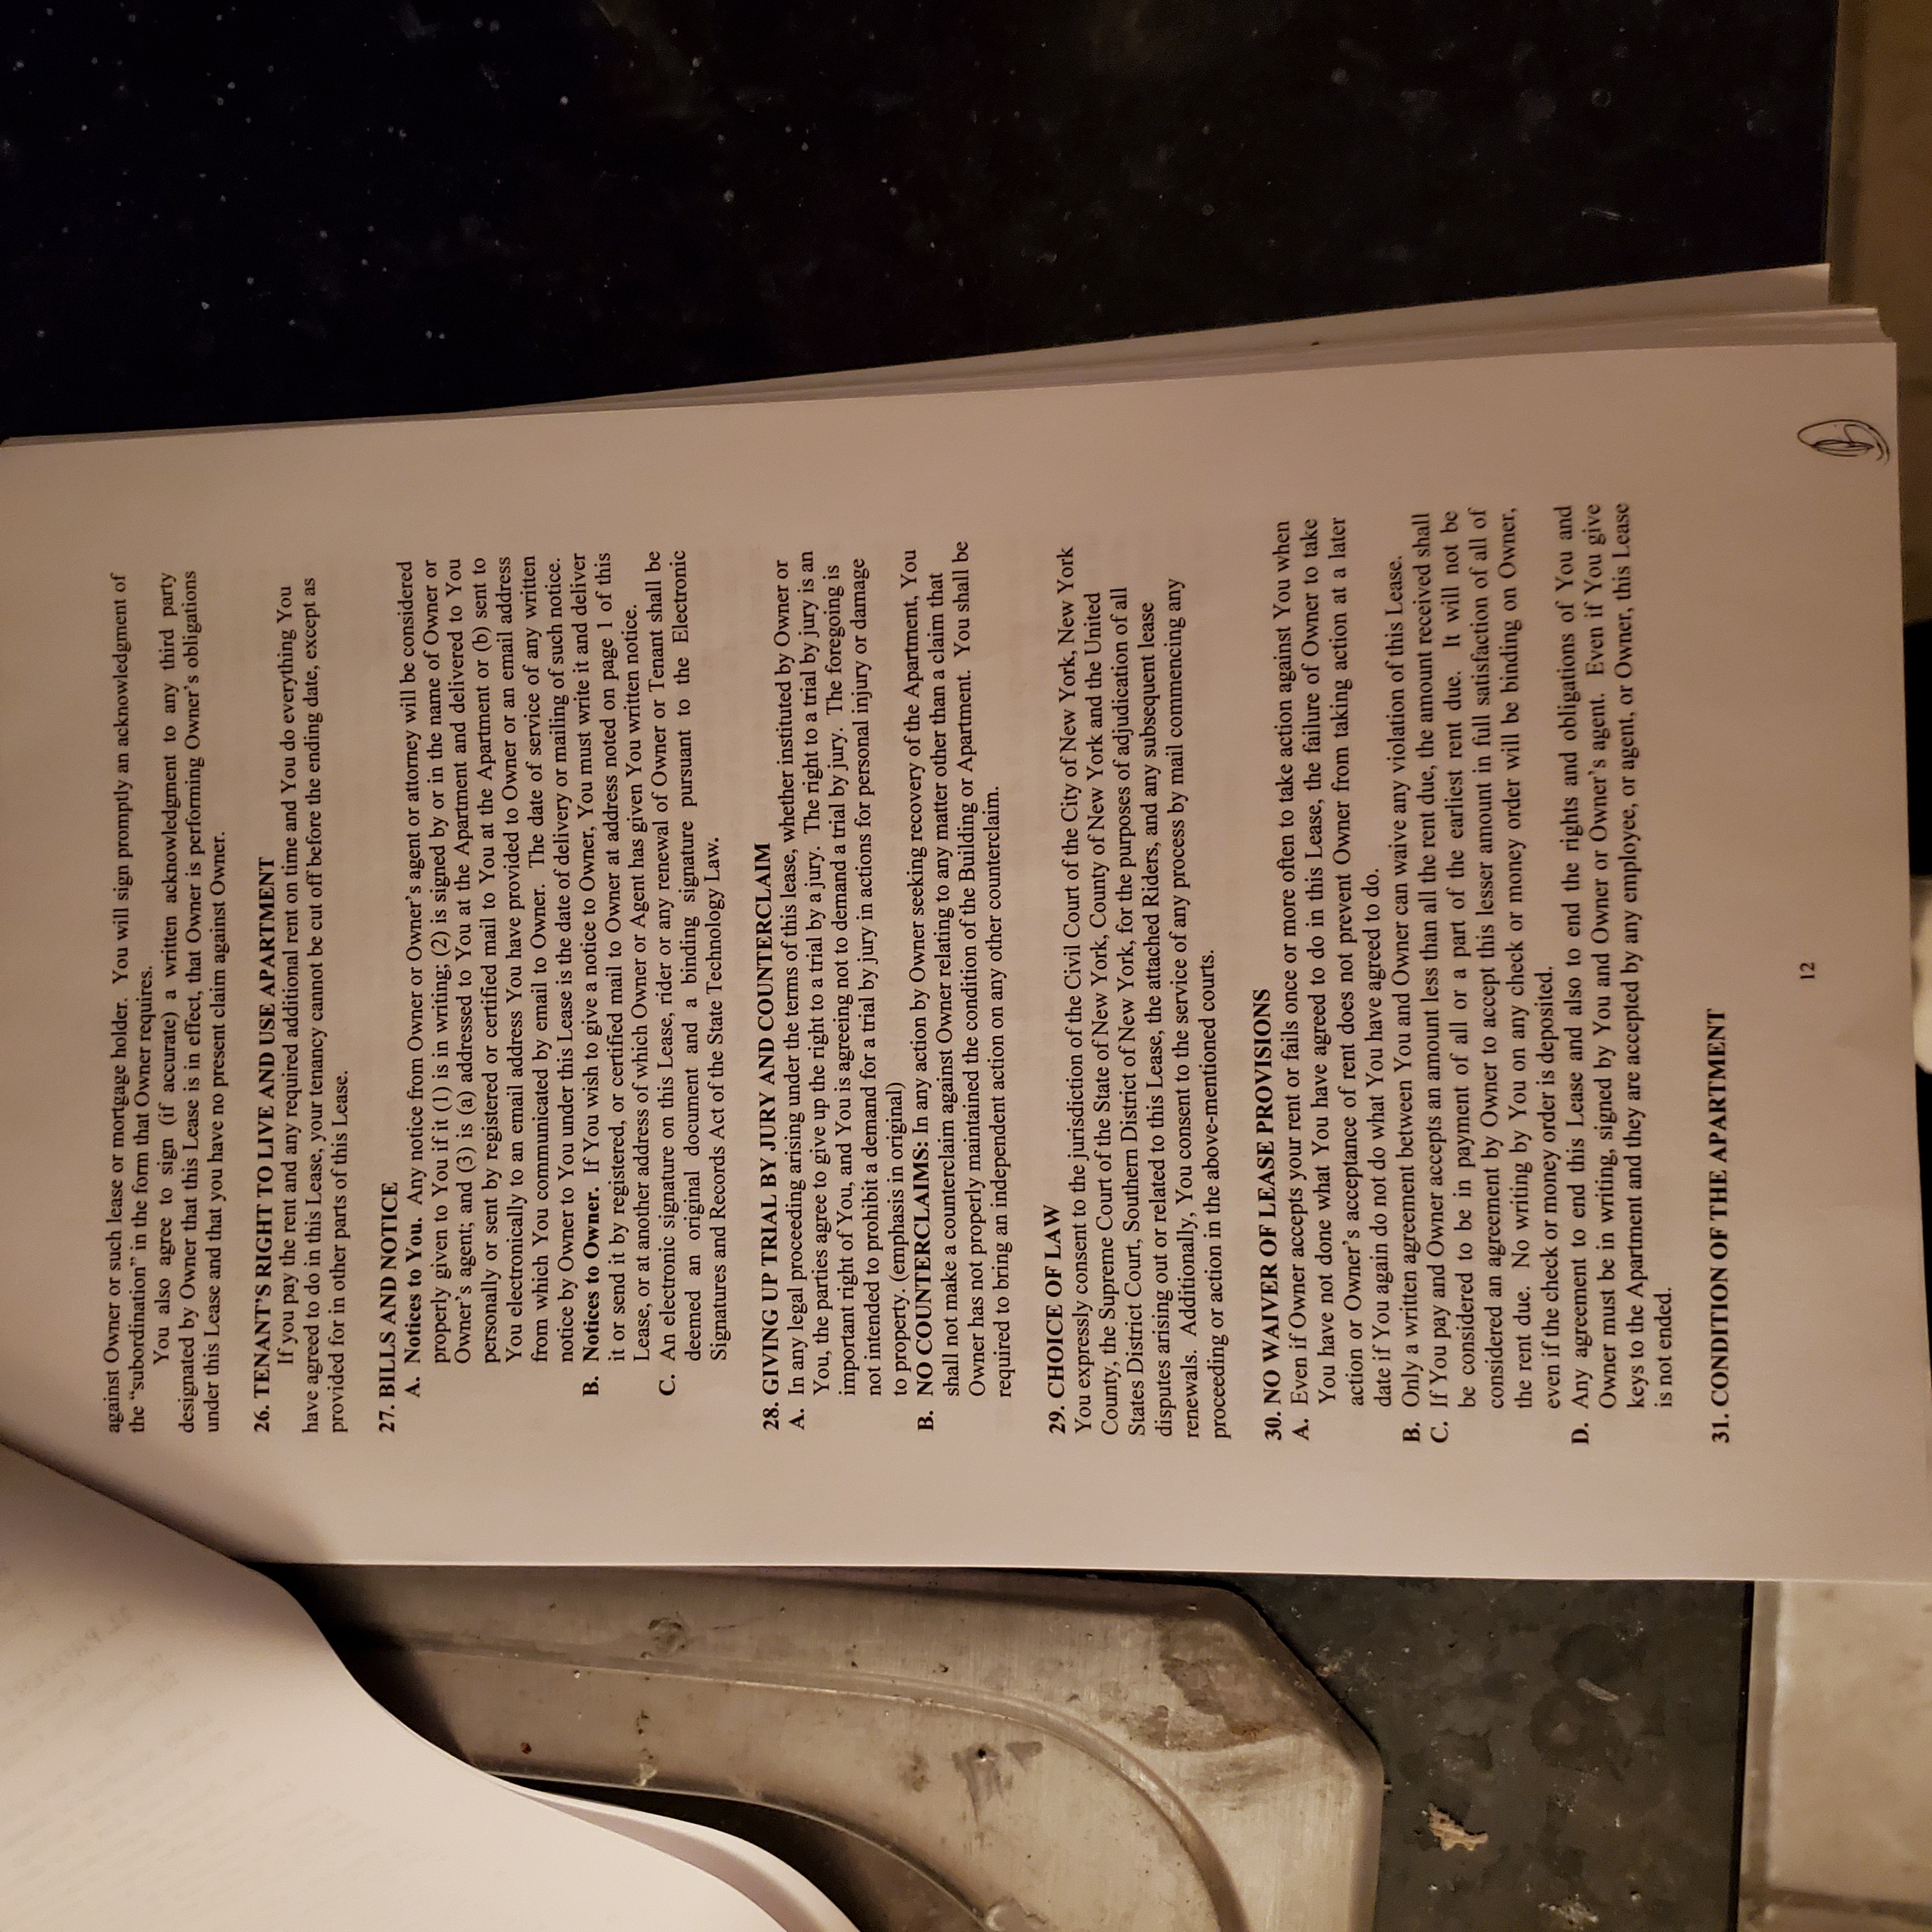 against Owner or such lease or mortgage holder. You will sign promptly an acknowledgment of
the “subordination” in the form that Owner requires.
You also agree to sign (if accurate) a written acknowledgment to any third party
designated by Owner that this Lease is in effect, that Owner is performing Owner’s obligations
under this Lease and that you have no present claim against Owner.
26. TENANT’S RIGHT TO LIVE AND USE APARTMENT
If you pay the rent and any required additional rent on time and You do everything You
have agreed to do in this Lease, your tenancy cannot be cut off before the ending date, except as
provided for in other parts of this Lease.
27. BILLS AND NOTICE
A. Notices to You. Any notice from Owner or Owner’s agent or attorney will be considered
properly given to You if it (1) is in writing; (2) is signed by or in the name of Owner or
Owner’s agent; and (3) is (a) addressed to You at the Apartment and delivered to You
personally or sent by registered or certified mail to You at the Apartment or (b) sent to
You electronically to an email address You have provided to Owner or an email address
from which You communicated by email to Owner. The date of service of any written
notice by Owner to You under this Lease is the date of delivery or mailing of such notice.
B. Notices to Owner. If You wish to give a notice to Owner, You must write it and deliver
it or send it by registered, or certified mail to Owner at address noted on page 1 of this
Lease, or at another address of which Owner or Agent has given You written notice.
C. An electronic signature on this Lease, rider or any renewal of Owner or Tenant shall be
deemed an original document and a binding signature pursuant to the Electronic
Signatures and Records Act of the State Technology Law.
28. GIVING UP TRIAL BY JURY AND COUNTERCLAIM
A. In any legal proceeding arising under the terms of this lease, whether instituted by Owner or
You, the parties agree to give up the right to a trial by a jury. The right to a trial by jury is an
important right of You, and You is agreeing not to demand a trial by jury. The foregoing is
not intended to prohibit a demand for a trial by jury in actions for personal injury or damage
to property. (emphasis in original)
B. NO COUNTERCLAIMS: In any action by Owner seeking recovery of the Apartment, You
shall not make a counterclaim against Owner relating to any matter other than a claim that
Owner has not properly maintained the condition of the Building or Apartment. You shall be
required to bring an independent action on any other counterclaim.
29. CHOICE OF LAW
You expressly consent to the jurisdiction of the Civil Court of the City of New York, New York
County, the Supreme Court of the State of New York, County of New York and the United
States District Court, Southern District of New York, for the purposes of adjudication of all
disputes arising out or related to this Lease, the attached Riders, and any subsequent lease
renewals. Additionally, You consent to the service of any process by mail commencing any
proceeding or action in the above-mentioned courts.
30. NO WAIVER OF LEASE PROVISIONS
A. Even if Owner accepts your rent or fails once or more often to take action against You when
You have not done what You have agreed to do in this Lease, the failure of Owner to take
action or Owner’s acceptance of rent does not prevent Owner from taking action at a later
date if You again do not do what You have agreed to do.
B. Only a written agreement between You and Owner can waive any violation of this Lease.
C. If You pay and Owner accepts an amount less than all the rent due, the amount received shall
be considered to be in payment of all or a part of the earliest rent due. It will not be
considered an agreement by Owner to accept this lesser amount in full satisfaction of all of
the rent due. No writing by You on any check or money order will be binding on Owner,
even if the check or money order is deposited.
D. Any agreement to end this Lease and also to end the rights and obligations of You and
Owner must be in writing, signed by You and Owner or Owner’s agent. Even if You give
keys to the Apartment and they are accepted by any employee, or agent, or Owner, this Lease
is not ended.
31. CONDITION OF THE APARTMENT
12